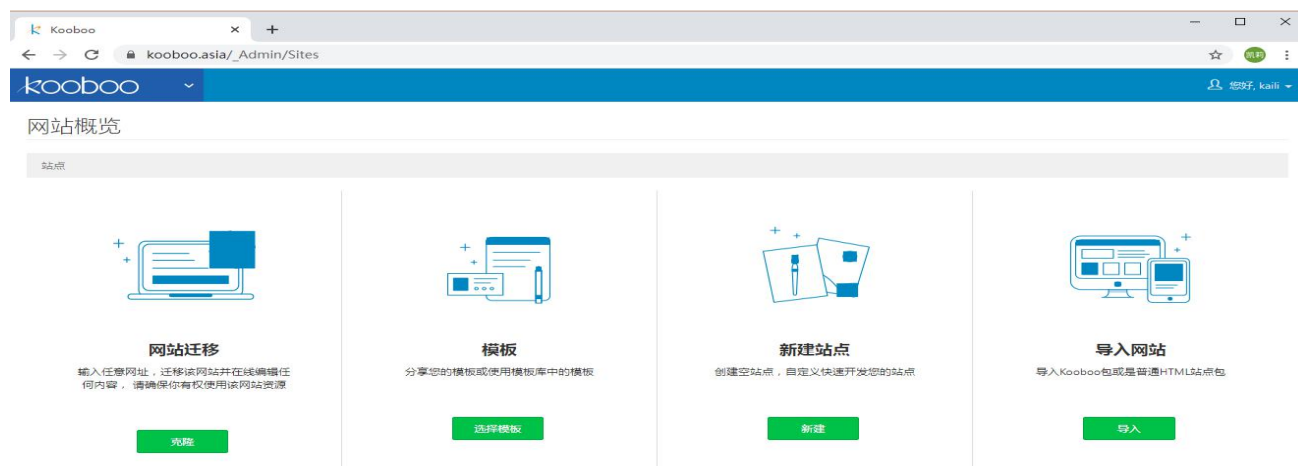 Kooboo
kooboo.asia/_Admin/Sites
凯莉
kooboo
您好, kaili
网站概览
站点
网站迁移
输入任意网址，迁移该网站并在线编辑任
何内容， 请确保你有权使用该网站资源
克隆
模板
分享您的模板或使用模板库中的模板
选择模板
新建站点
创建空站点，自定义快速开发您的站点
新建
导入网站
导入Kooboo包或是普通HTML站点包
导入